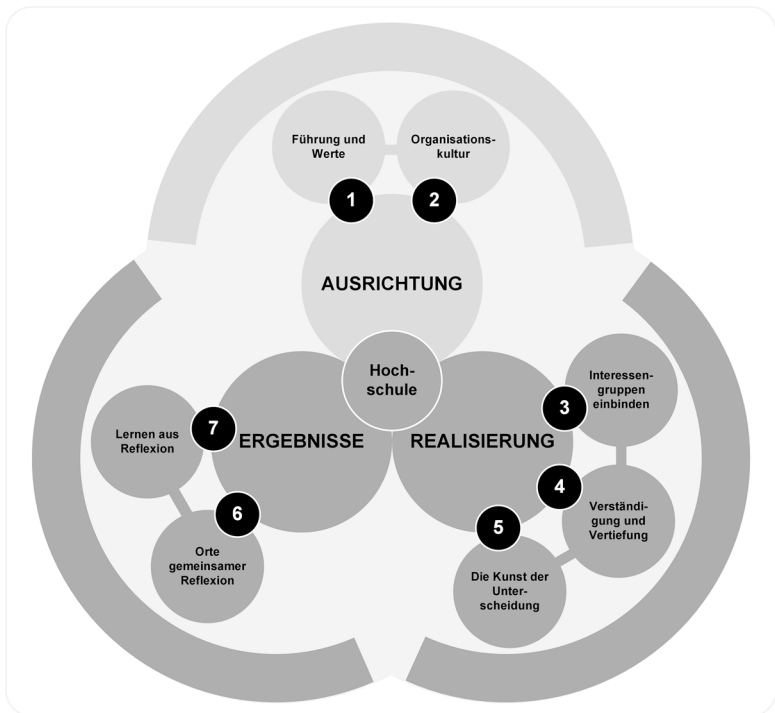 Führung und
Werte
Organisations-
kultur
1
2
AUSRICHTUNG
Hoch-
schule
Interessen-
gruppen
einbinden
3
REALISIERUNG
4
Verständi-
gung und
Vertiefung
5
Die Kunst der
Unter-
scheidung
ERGEBNISSE
6
Orte
gemeinsamer
Reflexion
7
Lernen aus
Reflexion